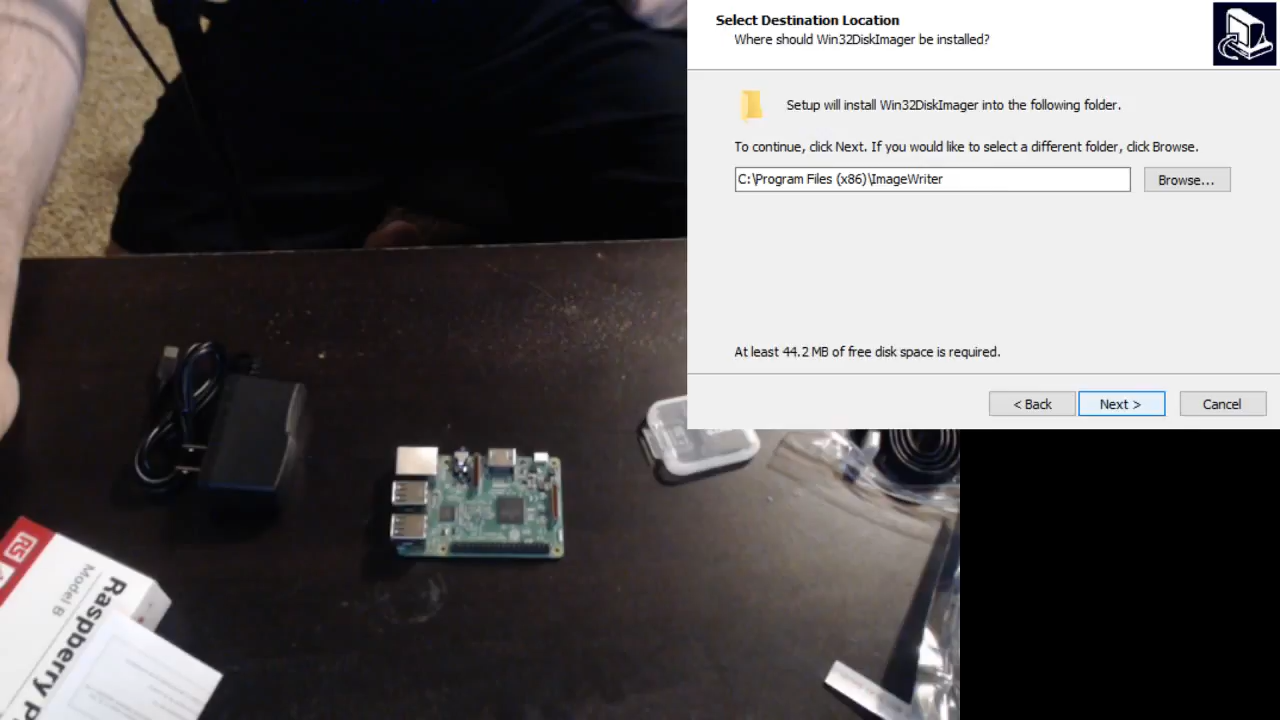 Select Destination Location
Where should Win32DiskImager be installed?
Setup will install Win32DiskImager into the following folder.
To continue, click Next. If you would like to select a different folder, click Browse.
C:\Program Files (x86)\ImageWriter
Browse...
At least 44.2 MB of free disk space is required.
< Back
Next >
Cancel
RS
Model B
Raspberry P